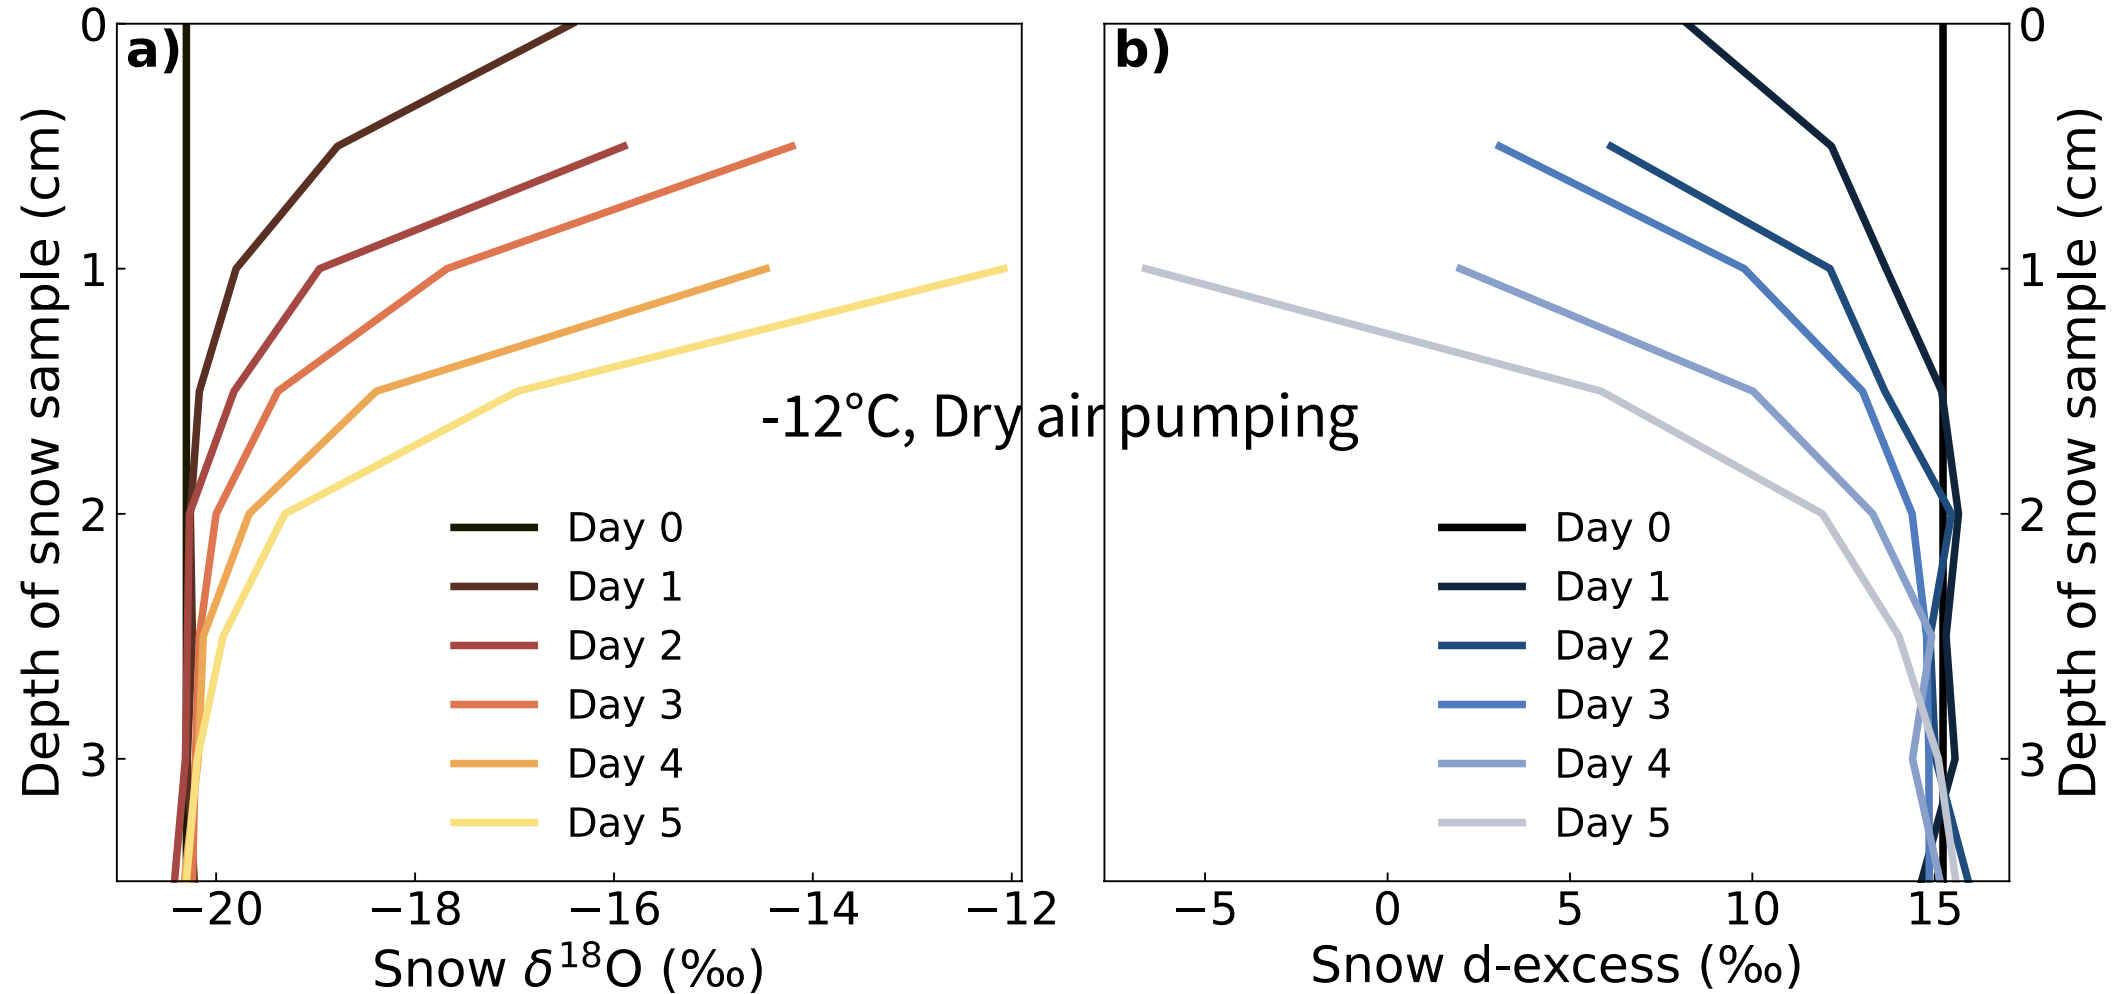 a)
0
1
2
3
Depth of snow sample (cm)
Day 0
Day 1
Day 2
Day 3
Day 4
Day 5
−20 −18 −16 −14 −12
Snow δ¹⁸O (‰)
-12°C, Dry air pumping
b)
0
1
2
3
Depth of snow sample (cm)
Day 0
Day 1
Day 2
Day 3
Day 4
Day 5
−5 0 5 10 15
Snow d-excess (‰)